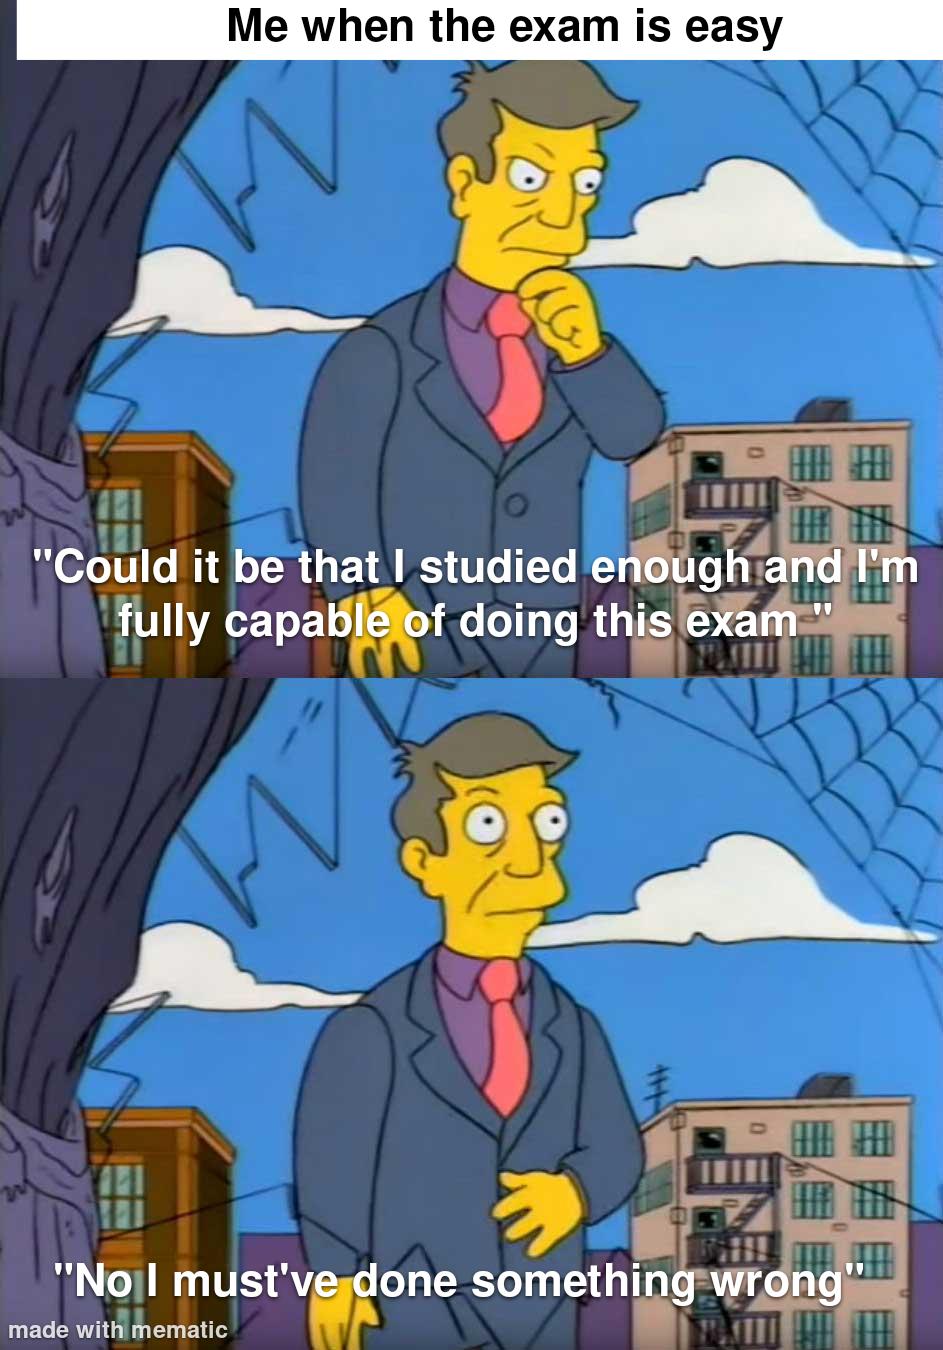 Me when the exam is easy
"Could it be that I studied enough and I'm
fully capable of doing this exam."
"No I must've done something wrong"
made with mematic